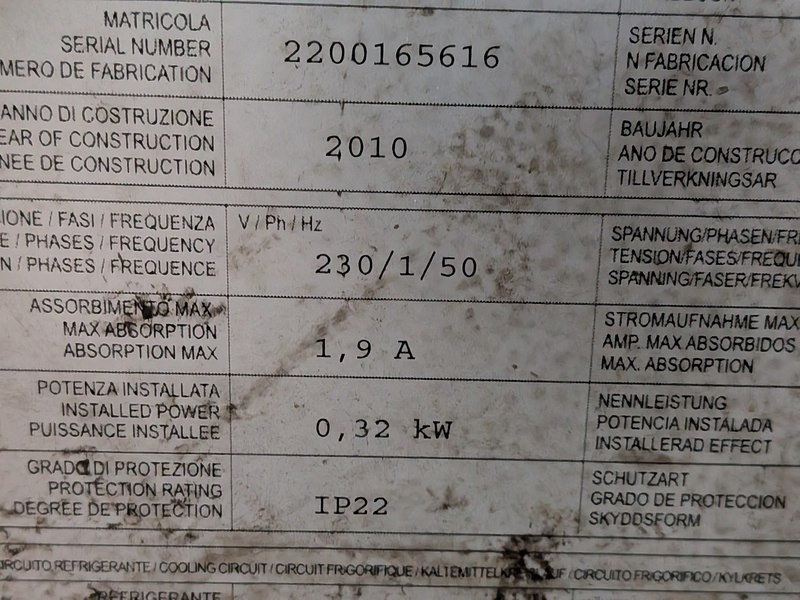 MATRICOLA
SERIAL NUMBER
MERO DE FABRICATION
2200165616
SERIEN N.
N FABRICACION
SERIE NR.
ANNO DI COSTRUZIONE
EAR OF CONSTRUCTION
NEE DE CONSTRUCTION
2010
BAUJAHR
ANO DE CONSTRUCC
TILLVERKNINGSAR
IONE / FASI / FREQUENZA
E / PHASES / FREQUENCY
N / PHASES / FREQUENCE
V / Ph / Hz
230/1/50
SPANNUNG/PHASEN/FR
TENSION/FASES/FREQU
SPANNING/FASER/FREKV
ASSORBIMENTO MAX
MAX ABSORPTION
ABSORPTION MAX
1,9 A
STROMAUFNAHME MAX
AMP. MAX ABSORBIDOS
MAX. ABSORPTION
POTENZA INSTALLATA
INSTALLED POWER
PUISSANCE INSTALLEE
0,32 kW
NENNLEISTUNG
POTENCIA INSTALADA
INSTALLERAD EFFECT
GRADO DI PROTEZIONE
PROTECTION RATING
DEGREE DE PROTECTION
IP22
SCHUTZART
GRADO DE PROTECCION
SKYDDSFORM
IRCUITO REFRIGERANTE / COOLING CIRCUIT / CIRCUIT FRIGORIFIQUE / KALTEMITTELKREISLAUF / CIRCUITO FRIGORIFICO / KYLKRETS
REFRIGERANTE